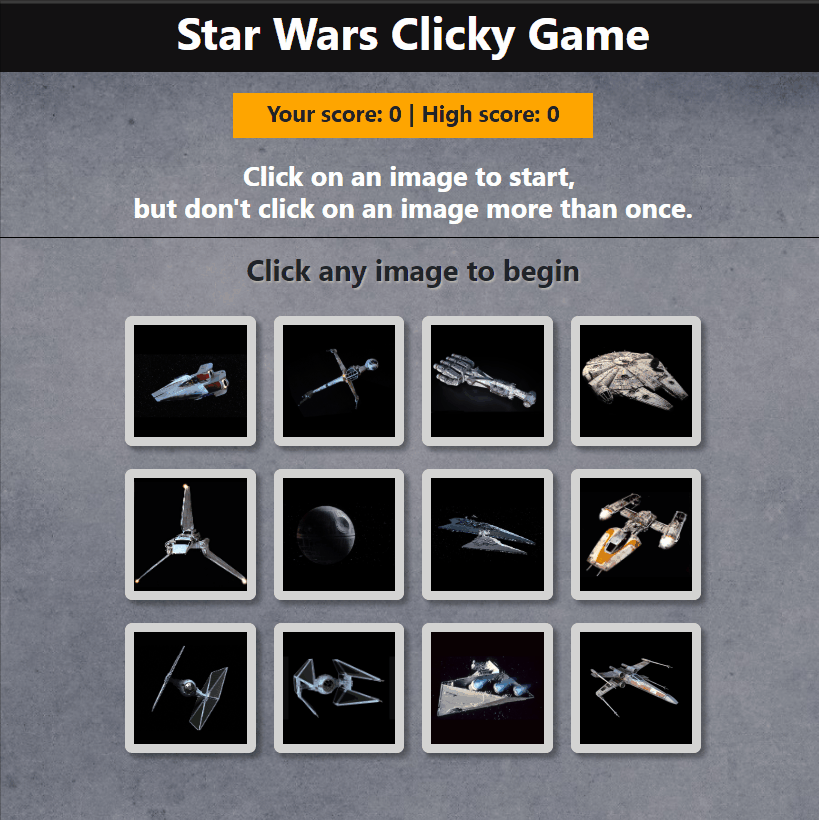 Star Wars Clicky Game
Your score: 0 | High score: 0
Click on an image to start,
but don't click on an image more than once.
Click any image to begin